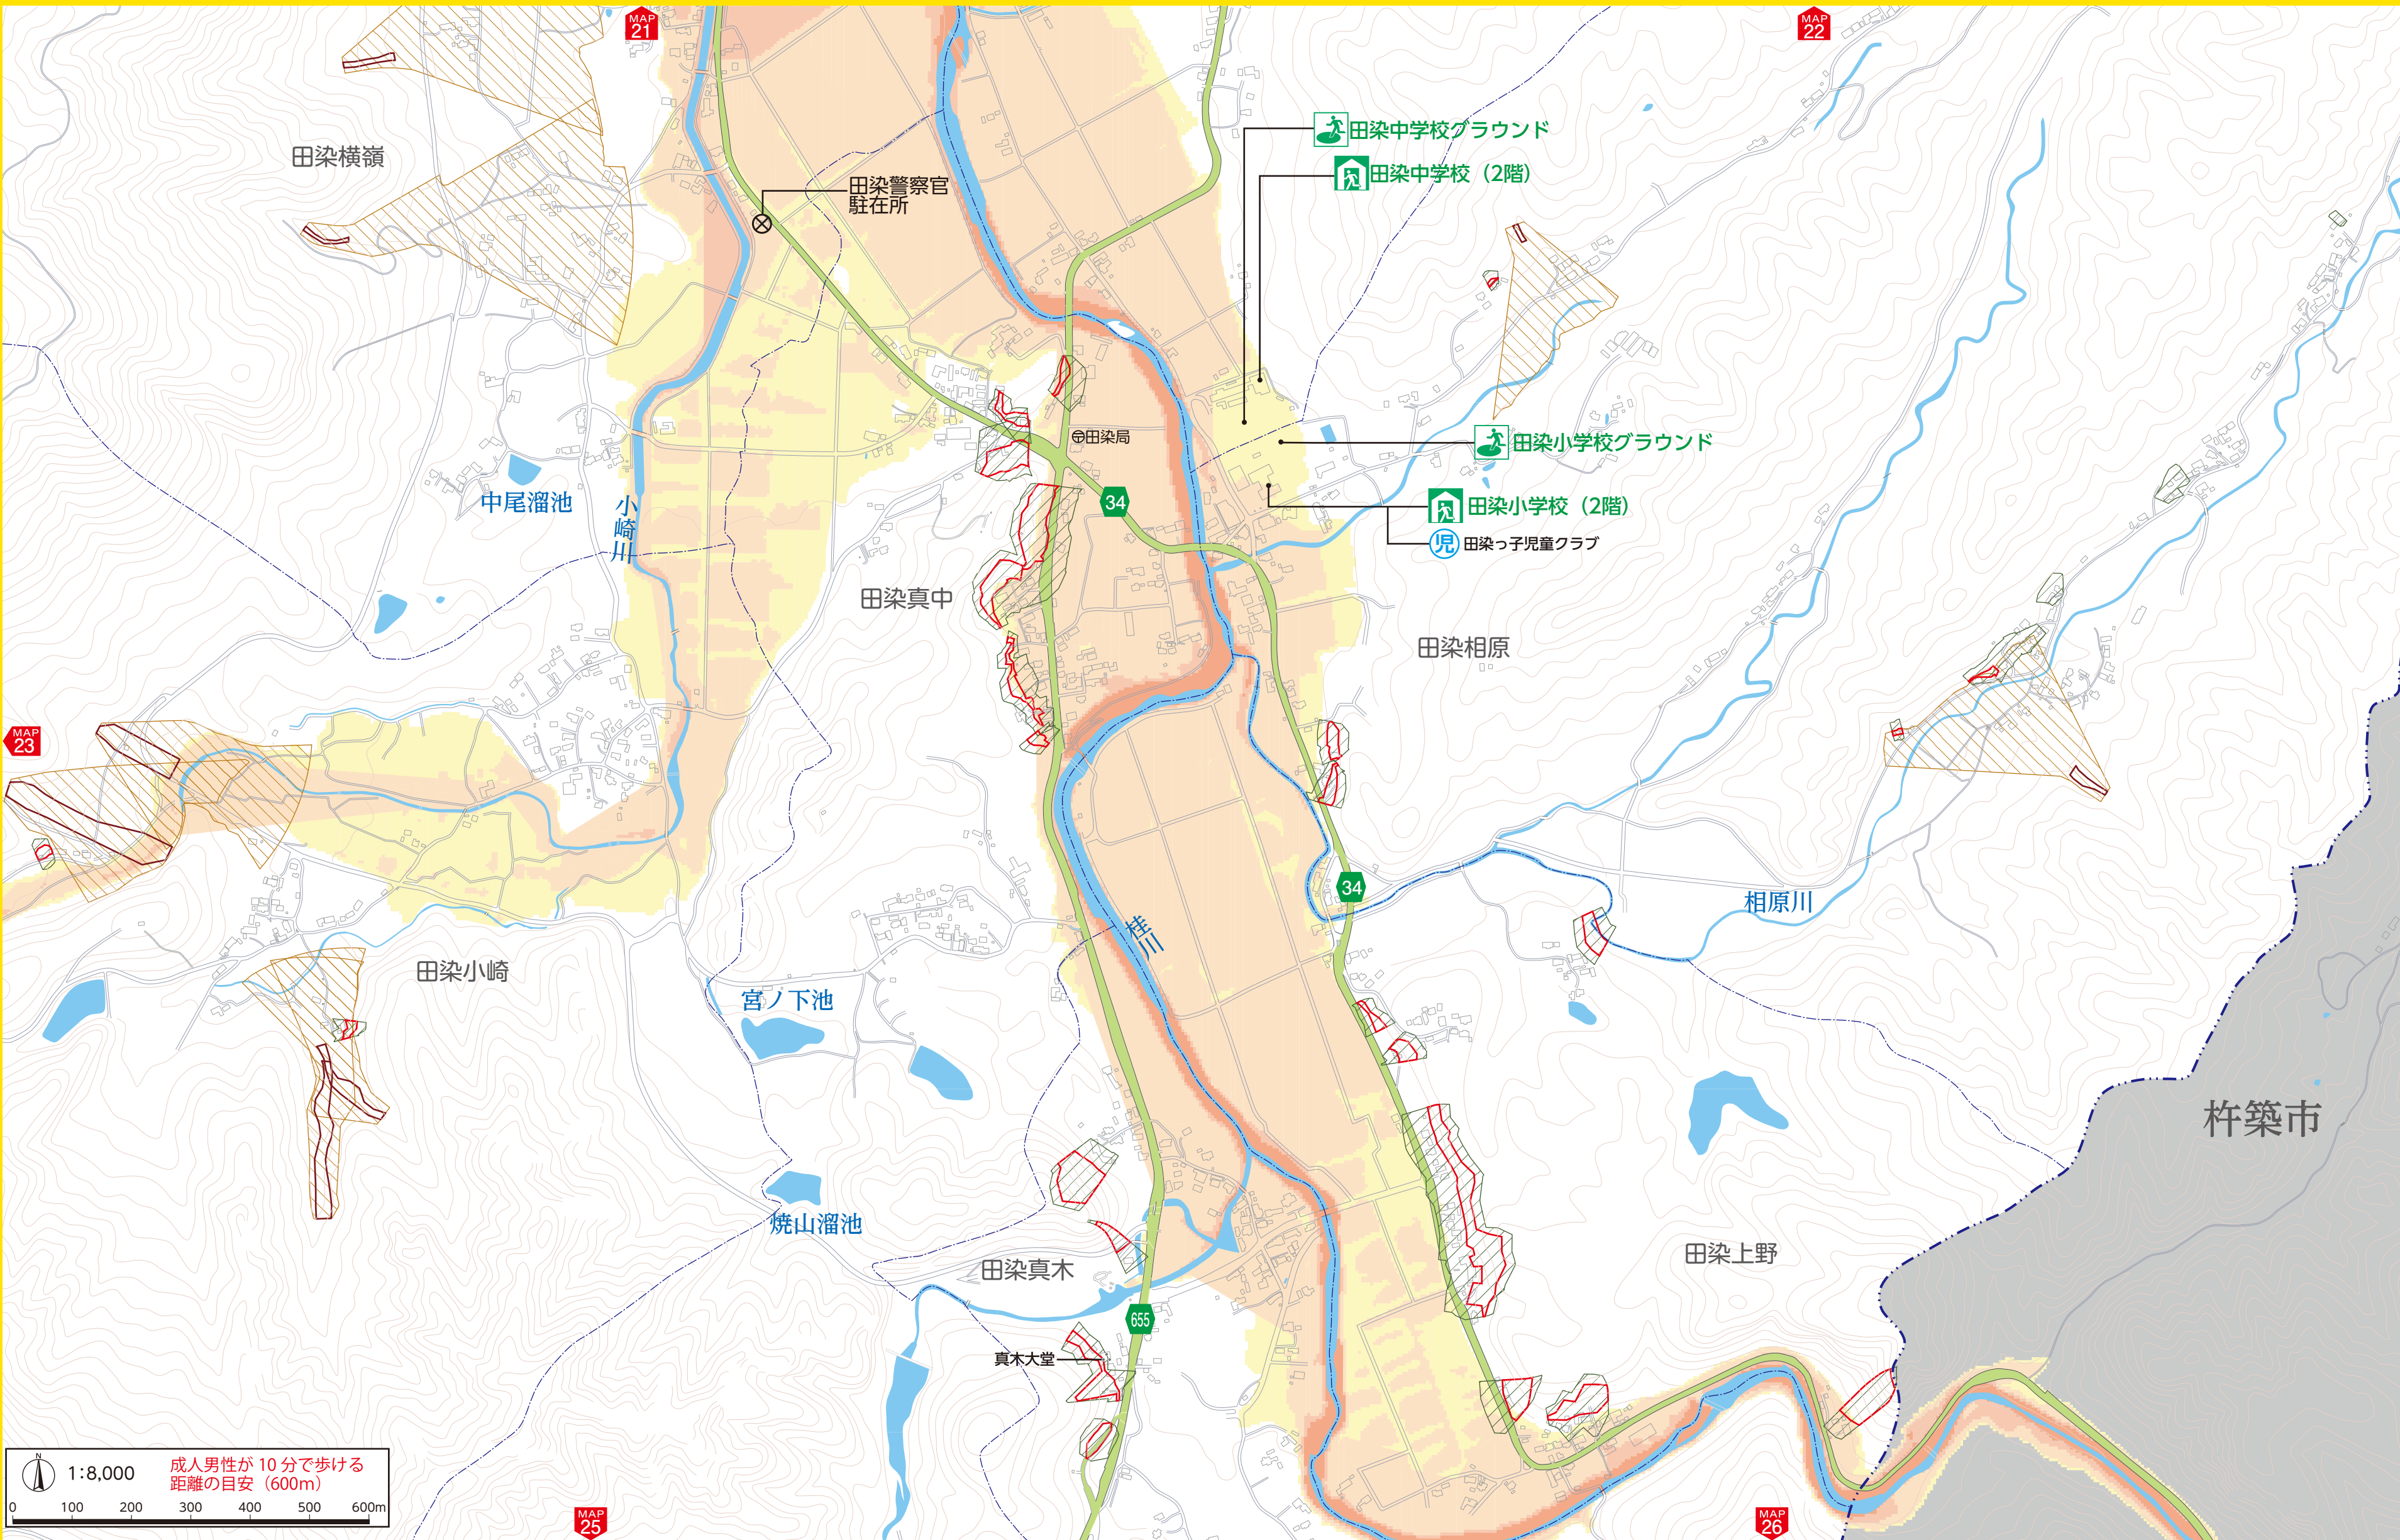 MAP
21
MAP
22
田染中学校グラウンド
田染横嶺
田染中学校（2階）
田染警察官
駐在所
田染局
田染小学校グラウンド
中尾溜池
小崎川
34
田染小学校（2階）
児
田染っ子児童クラブ
田染真中
田染相原
MAP
23
34
相原川
桂川
田染小崎
宮ノ下池
杵築市
焼山溜池
田染真木
田染上野
655
真木大堂
N
1:8,000
成人男性が 10 分で歩ける
距離の目安（600m）
0 100 200 300 400 500 600m
MAP
25
MAP
26